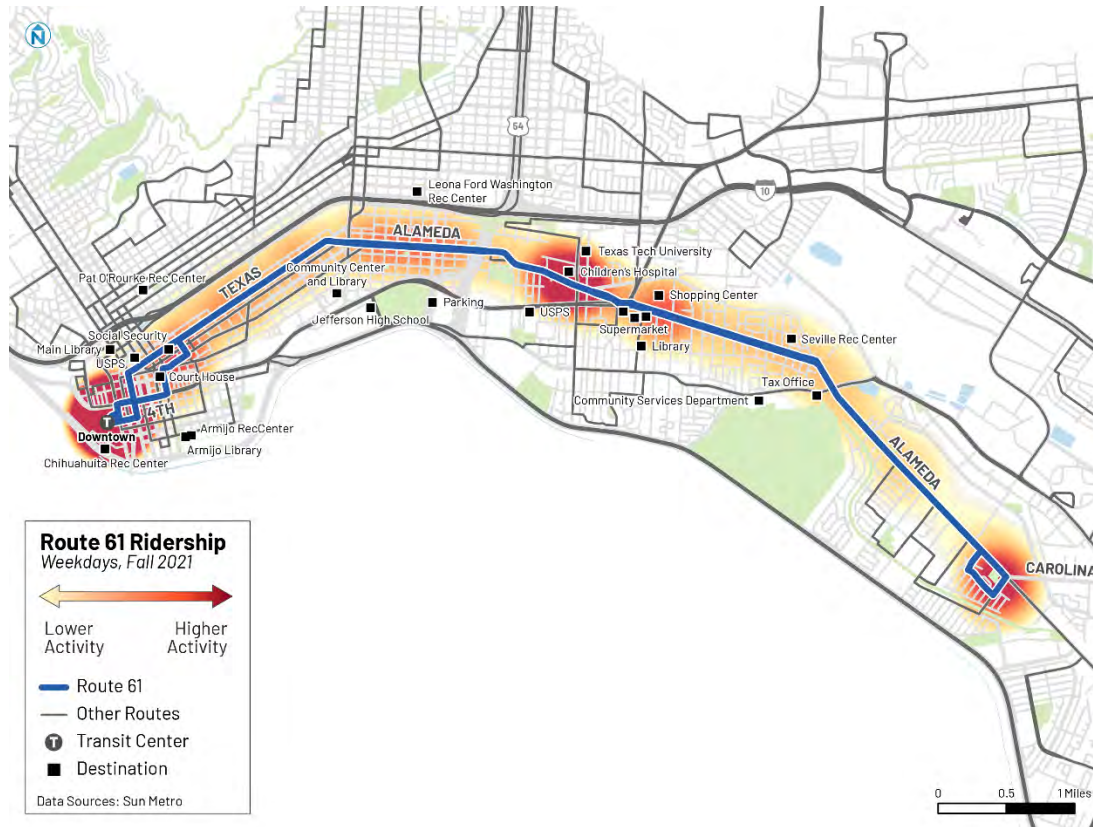 N
54
Leona Ford Washington
Rec Center
10
ALAMEDA
Texas Tech University
TEXAS
Community Center
and Library
Children's Hospital
Pat O'Rourke Rec Center
Shopping Center
Parking
Jefferson High School
USPS
Supermarket
Social Security
Main Library
USPS
Library
Seville Rec Center
Court House
Tax Office
Community Services Department
4TH
T
Downtown
Armijo RecCenter
Armijo Library
Chihuahuita Rec Center
ALAMEDA
CAROLINA
Route 61 Ridership
Weekdays, Fall 2021
Lower
Activity
Higher
Activity
Route 61
Other Routes
T Transit Center
Destination
Data Sources: Sun Metro
0 0.5 1 Miles